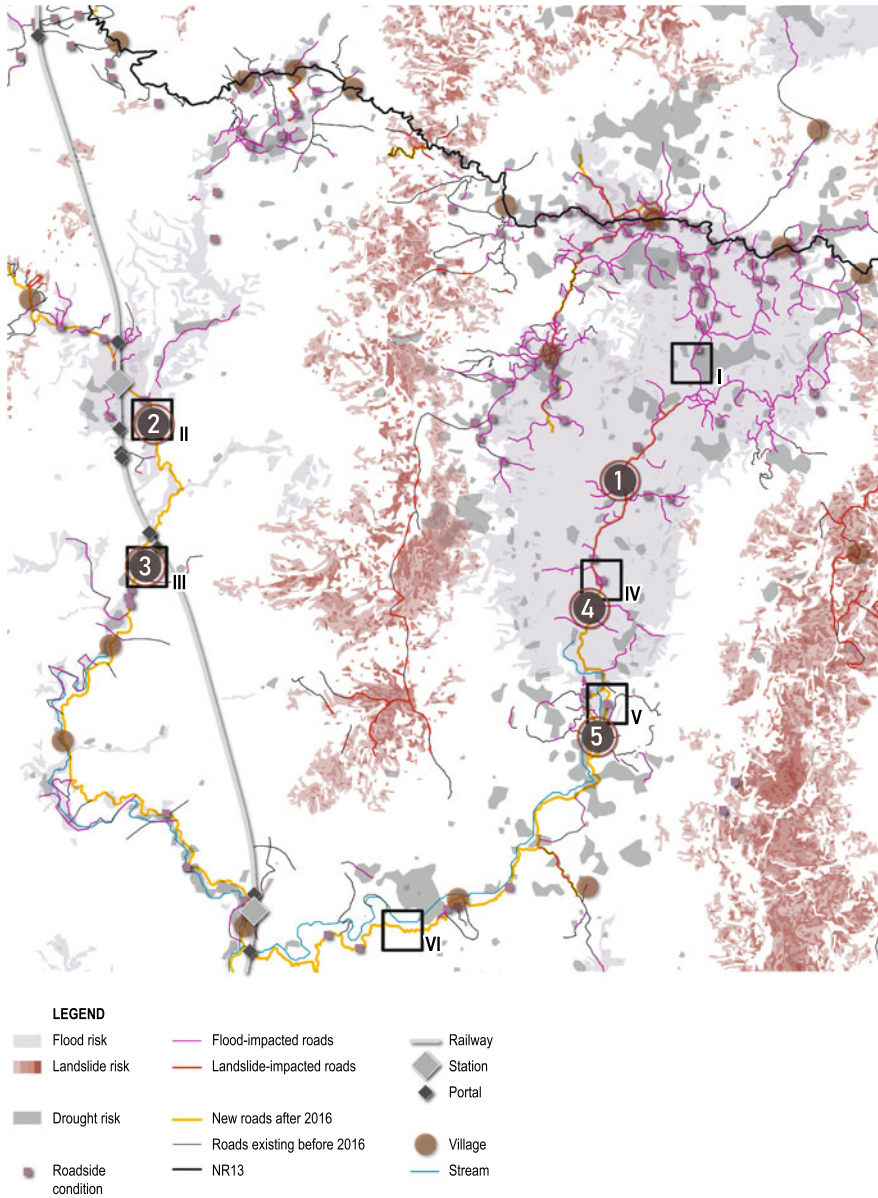 I
2
II
1
3
III
IV
4
V
5
VI
LEGEND
Flood risk
Flood-impacted roads
Railway
Landslide risk
Landslide-impacted roads
Station
Portal
Drought risk
New roads after 2016
Roads existing before 2016
Village
Roadside
condition
NR13
Stream